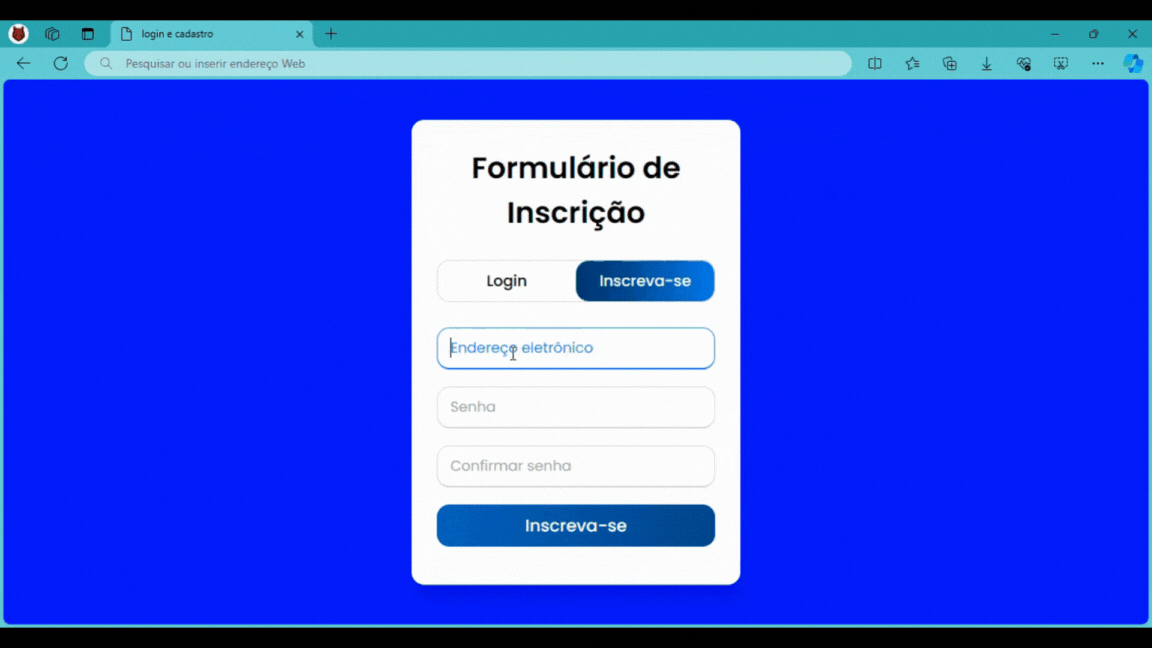 login e cadastro
Pesquisar ou inserir endereço Web
Formulário de
Inscrição
Login
Inscreva-se
Endereço eletrônico
Senha
Confirmar senha
Inscreva-se